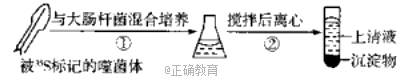 与大肠杆菌混合培养
①
搅拌后离心
②
上清液
沉淀物
被³⁵S标记的噬菌体
@正确教育